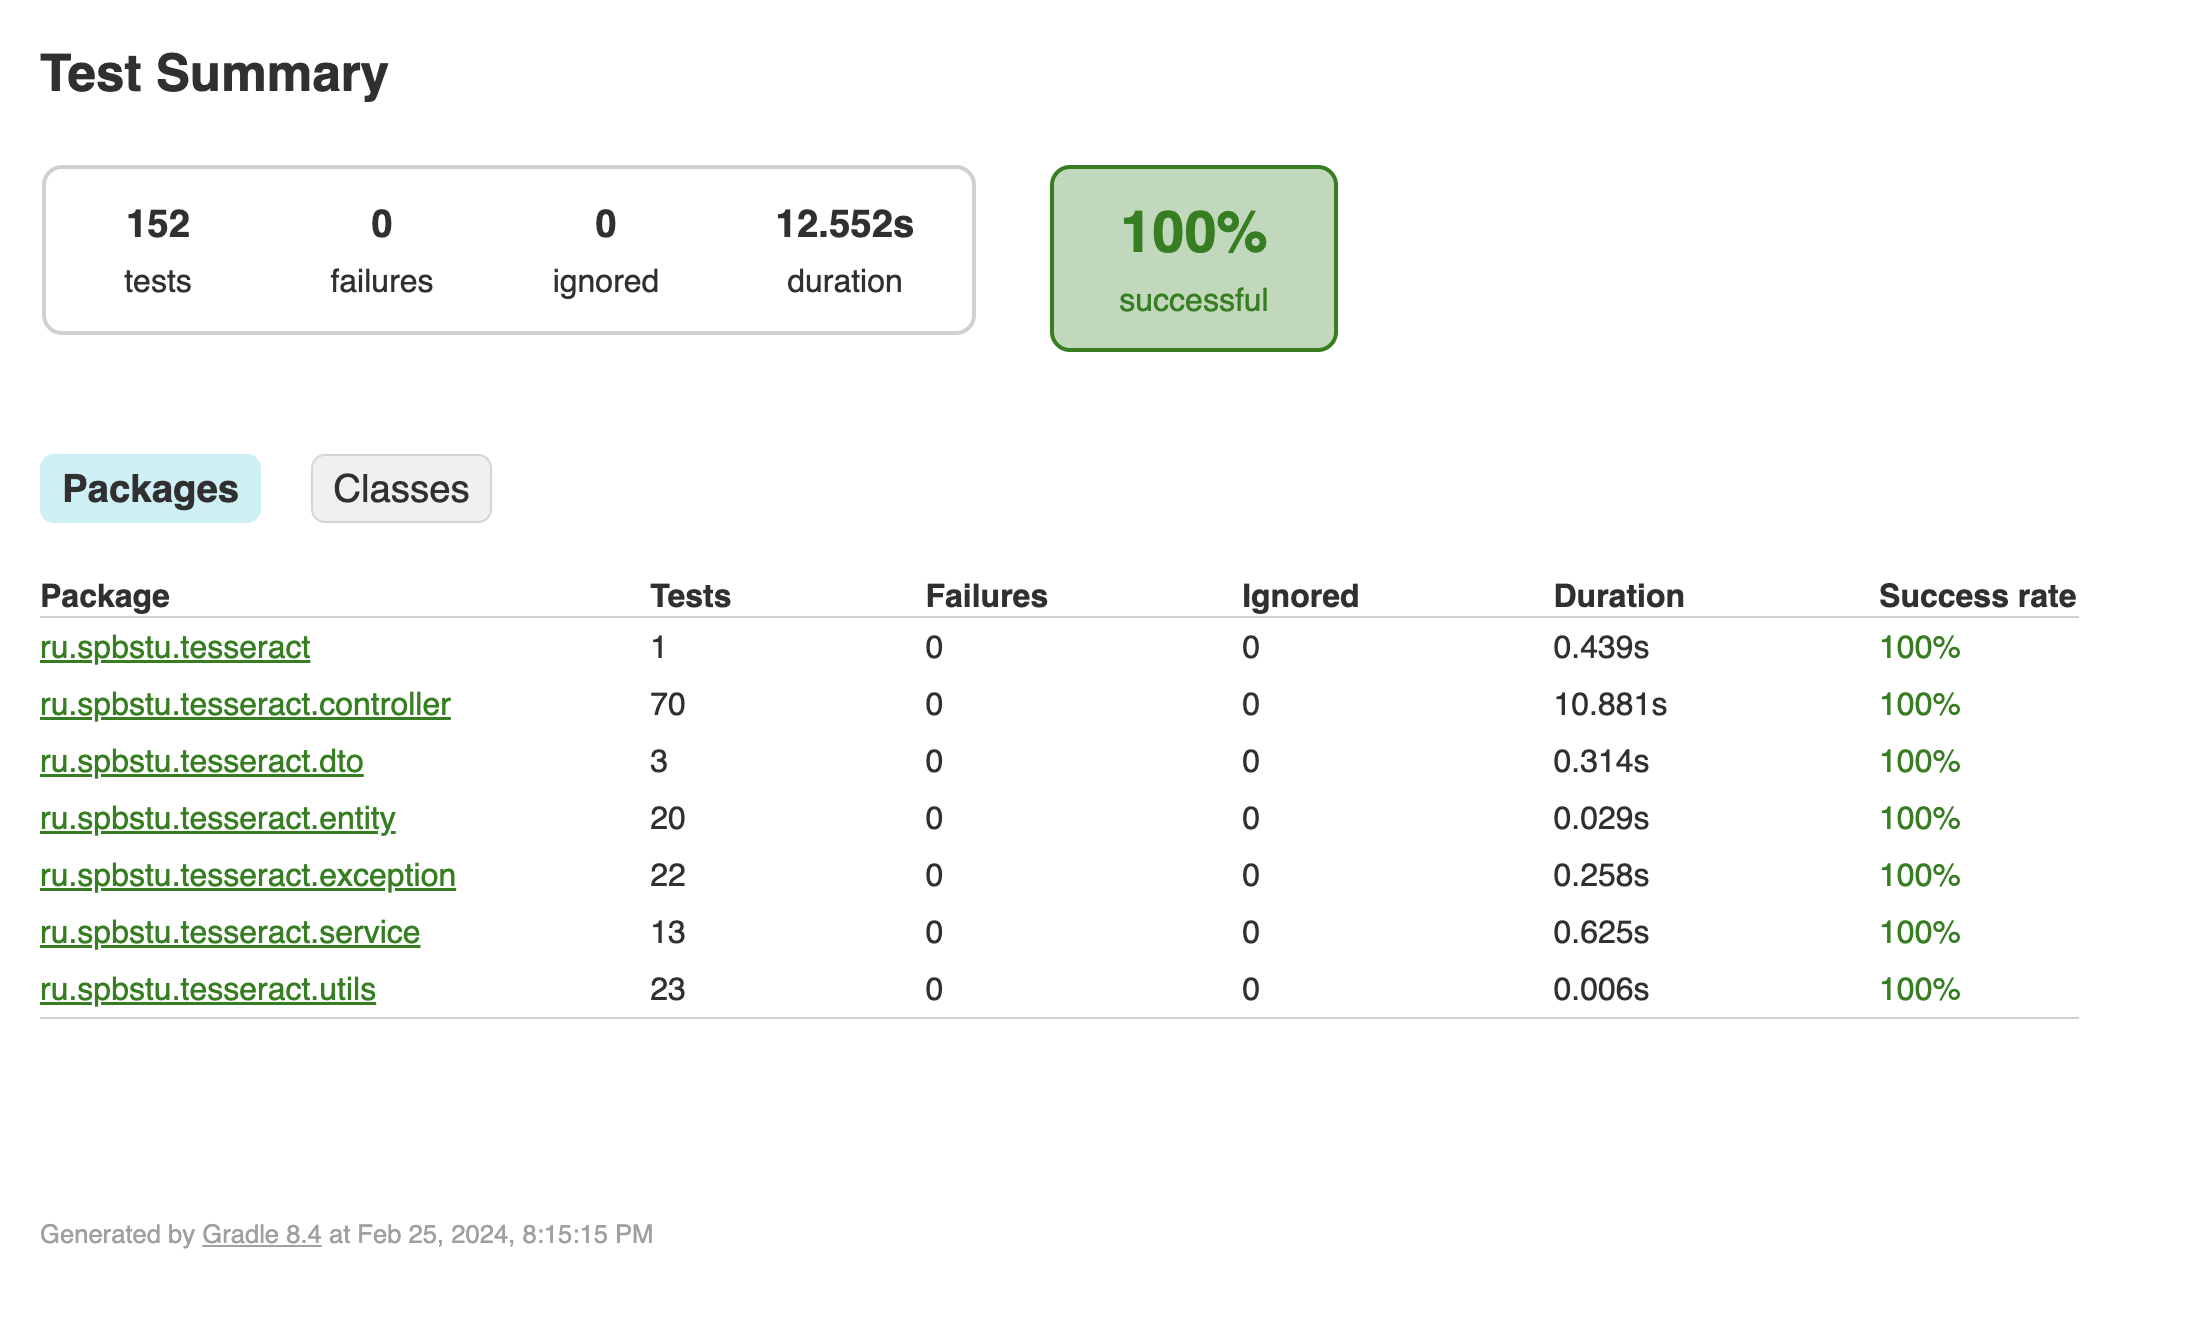 Test Summary
152 0 0 12.552s
tests failures ignored duration
100%
successful
Packages Classes
Package Tests Failures Ignored Duration Success rate
ru.spbstu.tesseract 1 0 0 0.439s 100%
ru.spbstu.tesseract.controller 70 0 0 10.881s 100%
ru.spbstu.tesseract.dto 3 0 0 0.314s 100%
ru.spbstu.tesseract.entity 20 0 0 0.029s 100%
ru.spbstu.tesseract.exception 22 0 0 0.258s 100%
ru.spbstu.tesseract.service 13 0 0 0.625s 100%
ru.spbstu.tesseract.utils 23 0 0 0.006s 100%
Generated by Gradle 8.4 at Feb 25, 2024, 8:15:15 PM